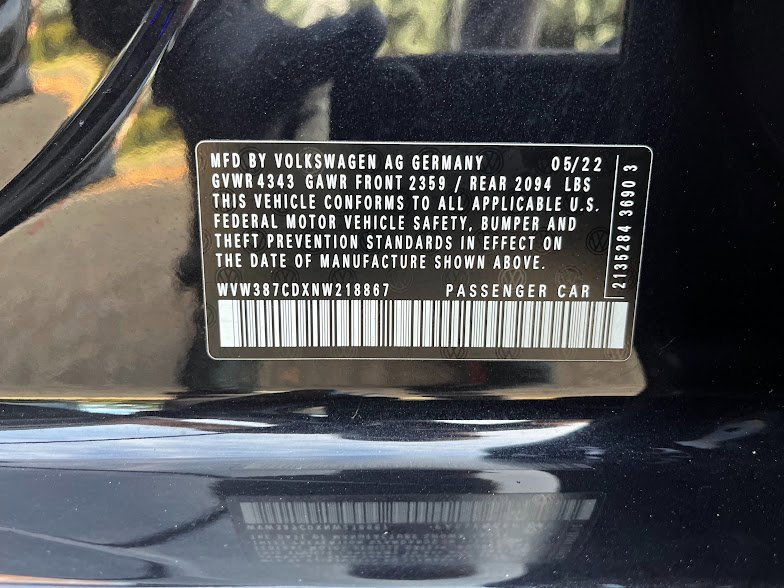 MFD BY VOLKSWAGEN AG GERMANY 05/22
GVWR 4343 GAWR FRONT 2359 / REAR 2094 LBS
THIS VEHICLE CONFORMS TO ALL APPLICABLE U.S.
FEDERAL MOTOR VEHICLE SAFETY, BUMPER AND
THEFT PREVENTION STANDARDS IN EFFECT ON
THE DATE OF MANUFACTURE SHOWN ABOVE.
WVW387CDXNW218867 PASSENGER CAR
2135284 3690 3